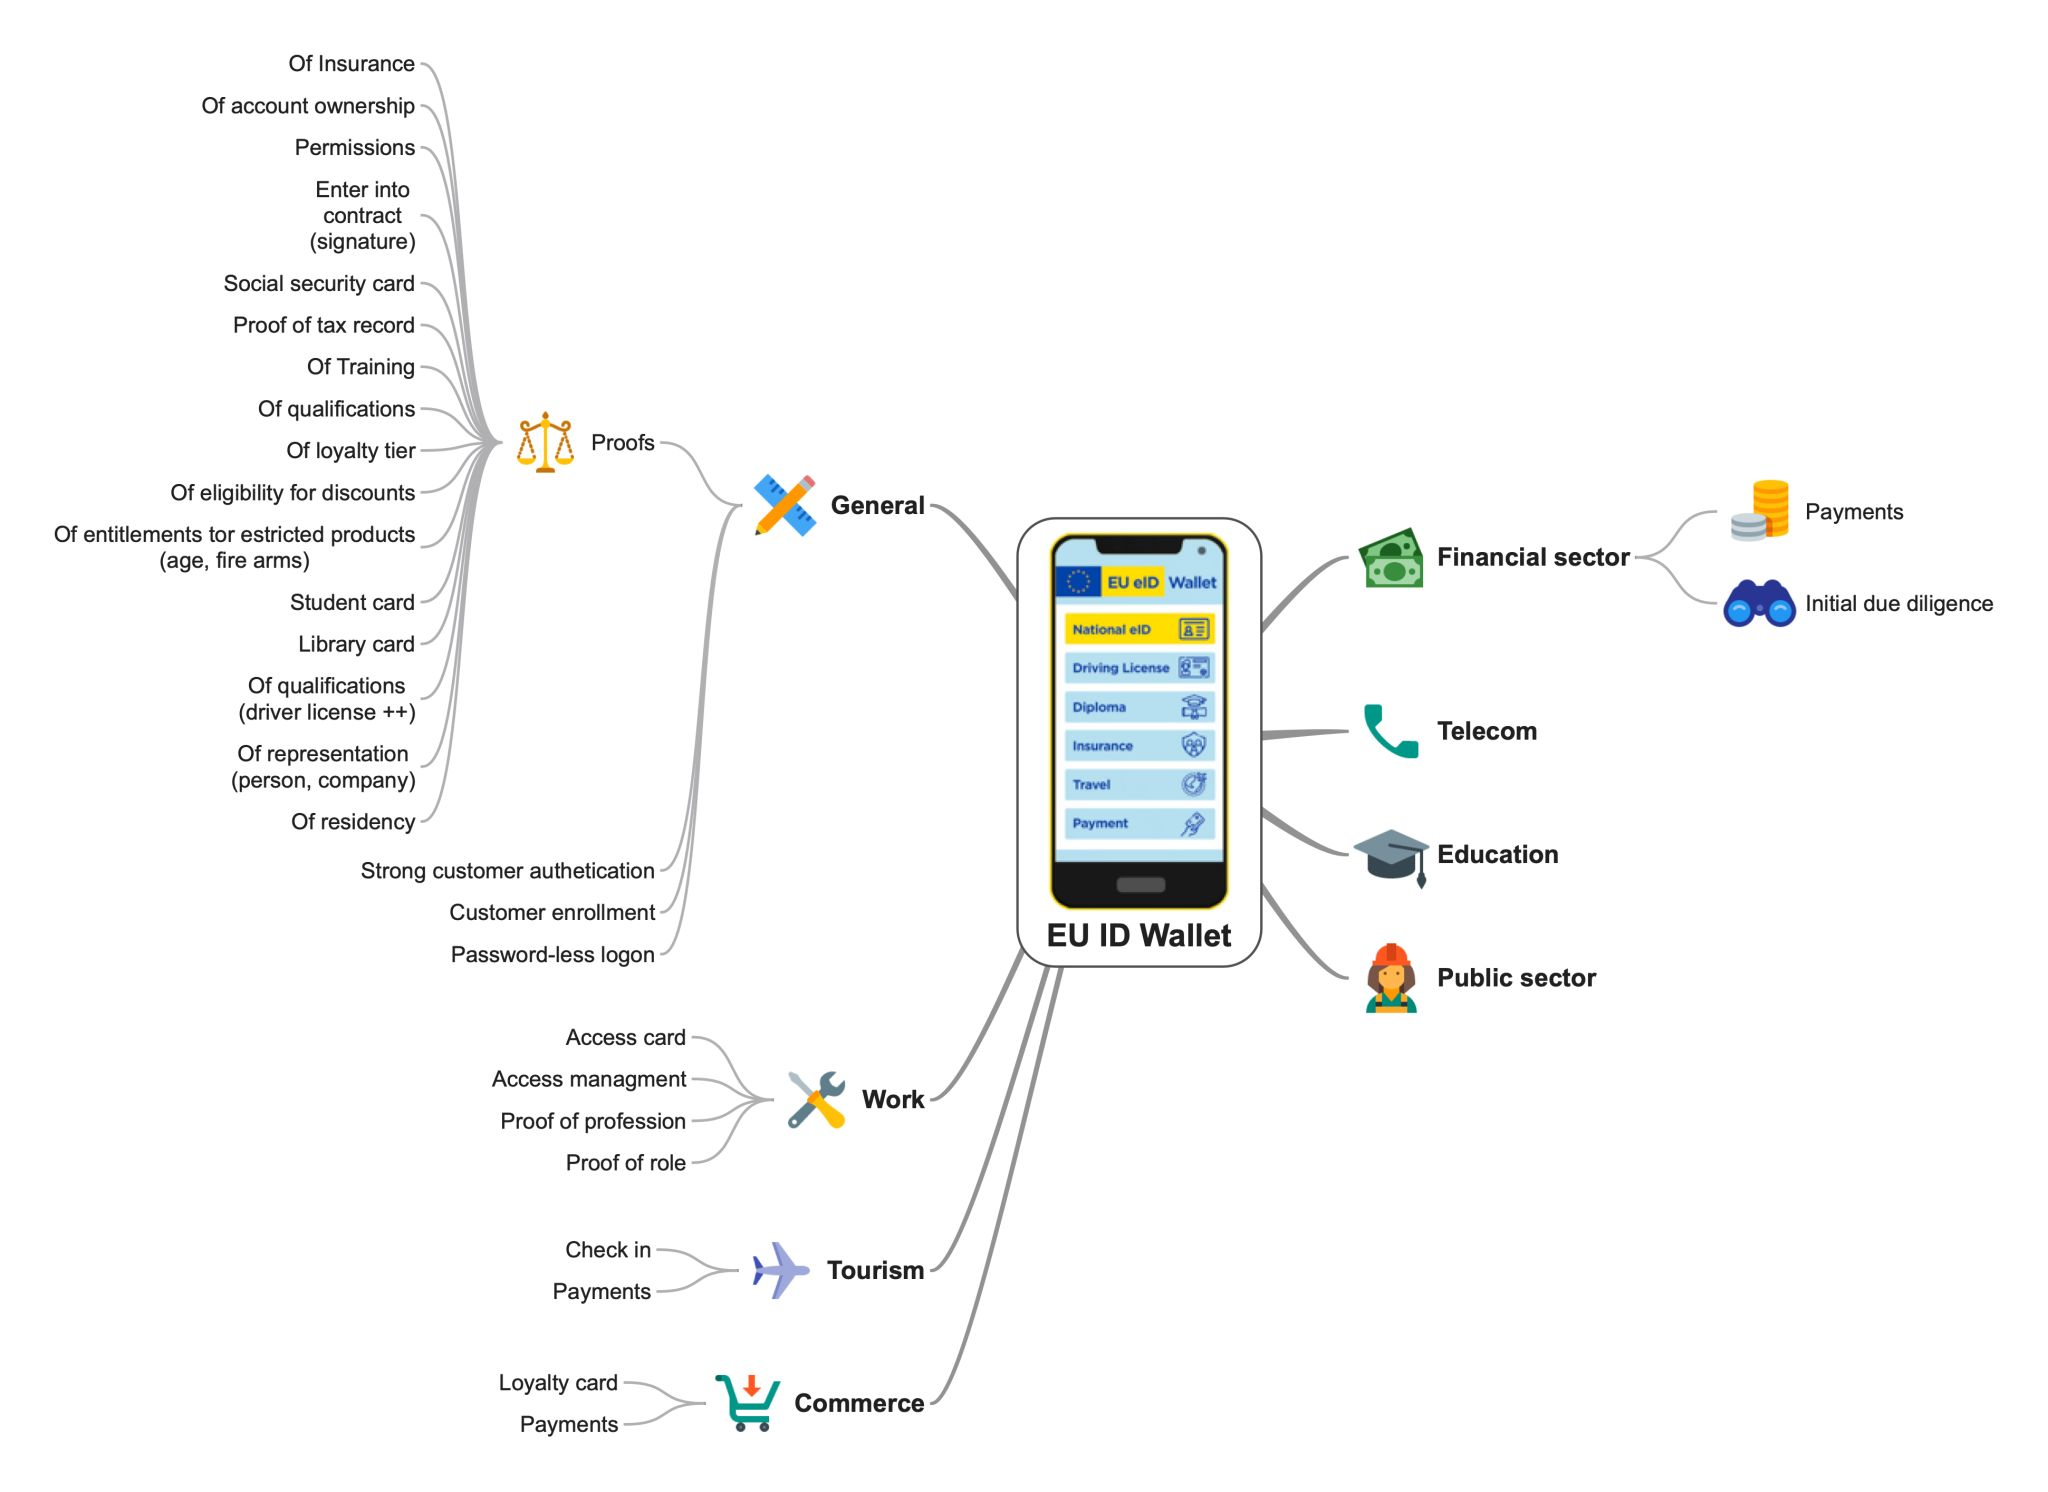 Of Insurance
Of account ownership
Permissions
Enter into
contract
(signature)
Social security card
Proof of tax record
Of Training
Of qualifications
Of loyalty tier
Of eligibility for discounts
Of entitlements tor estricted products
(age, fire arms)
Student card
Library card
Of qualifications
(driver license ++)
Of representation
(person, company)
Of residency
Proofs
Strong customer authetication
Customer enrollment
Password-less logon
General
Access card
Access managment
Proof of profession
Proof of role
Work
Check in
Payments
Tourism
Loyalty card
Payments
Commerce
EU eID Wallet
National eID
Driving License
Diploma
Insurance
Travel
Payment
EU ID Wallet
Financial sector
Payments
Initial due diligence
Telecom
Education
Public sector